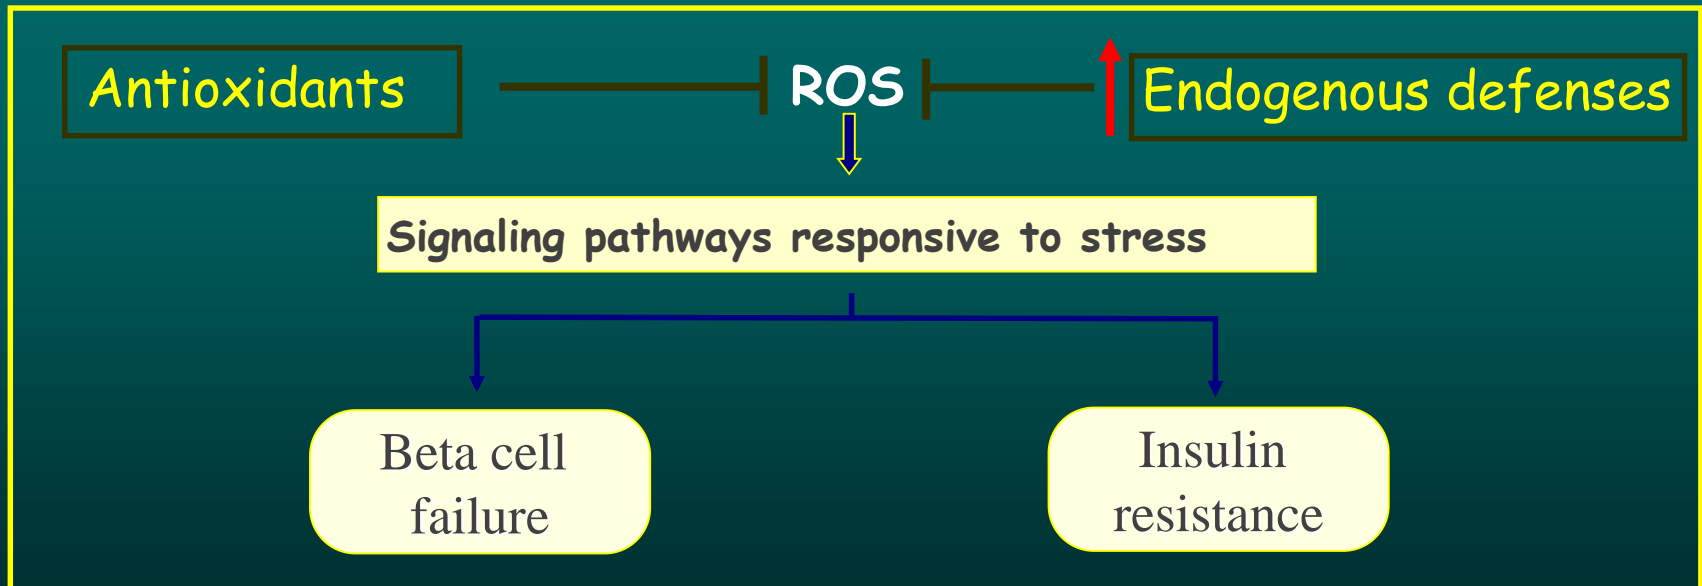 Antioxidants
ROS
Endogenous defenses
Signaling pathways responsive to stress
Beta cell
failure
Insulin
resistance